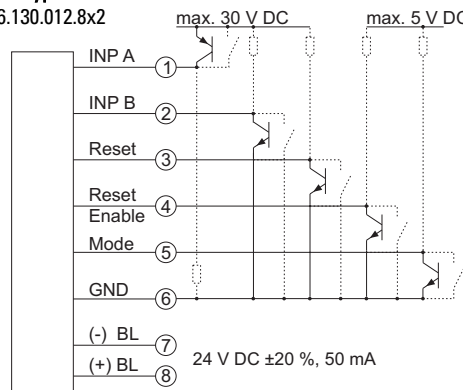 6.130.012.8x2
max. 30 V DC
max. 5 V DC
INP A
1
INP B
2
Reset
3
Reset
Enable
4
Mode
5
GND
6
(-) BL
7
(+) BL
8
24 V DC ±20 %, 50 mA